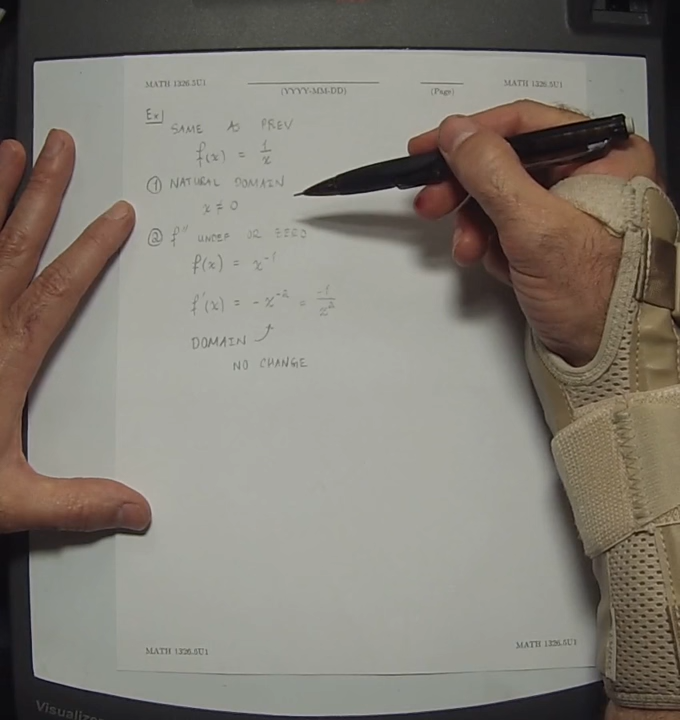 MATH 1326.5U1 (YYYY-MM-DD) (Page) MATH 1326.5U1
Ex]
SAME AS PREV
f(x) = 1/x
① NATURAL DOMAIN
x ≠ 0
② f'' UNDEF OR ZERO
f(x) = x⁻¹
f'(x) = -x⁻² = -1/x²
DOMAIN
NO CHANGE
MATH 1326.5U1 MATH 1326.5U1